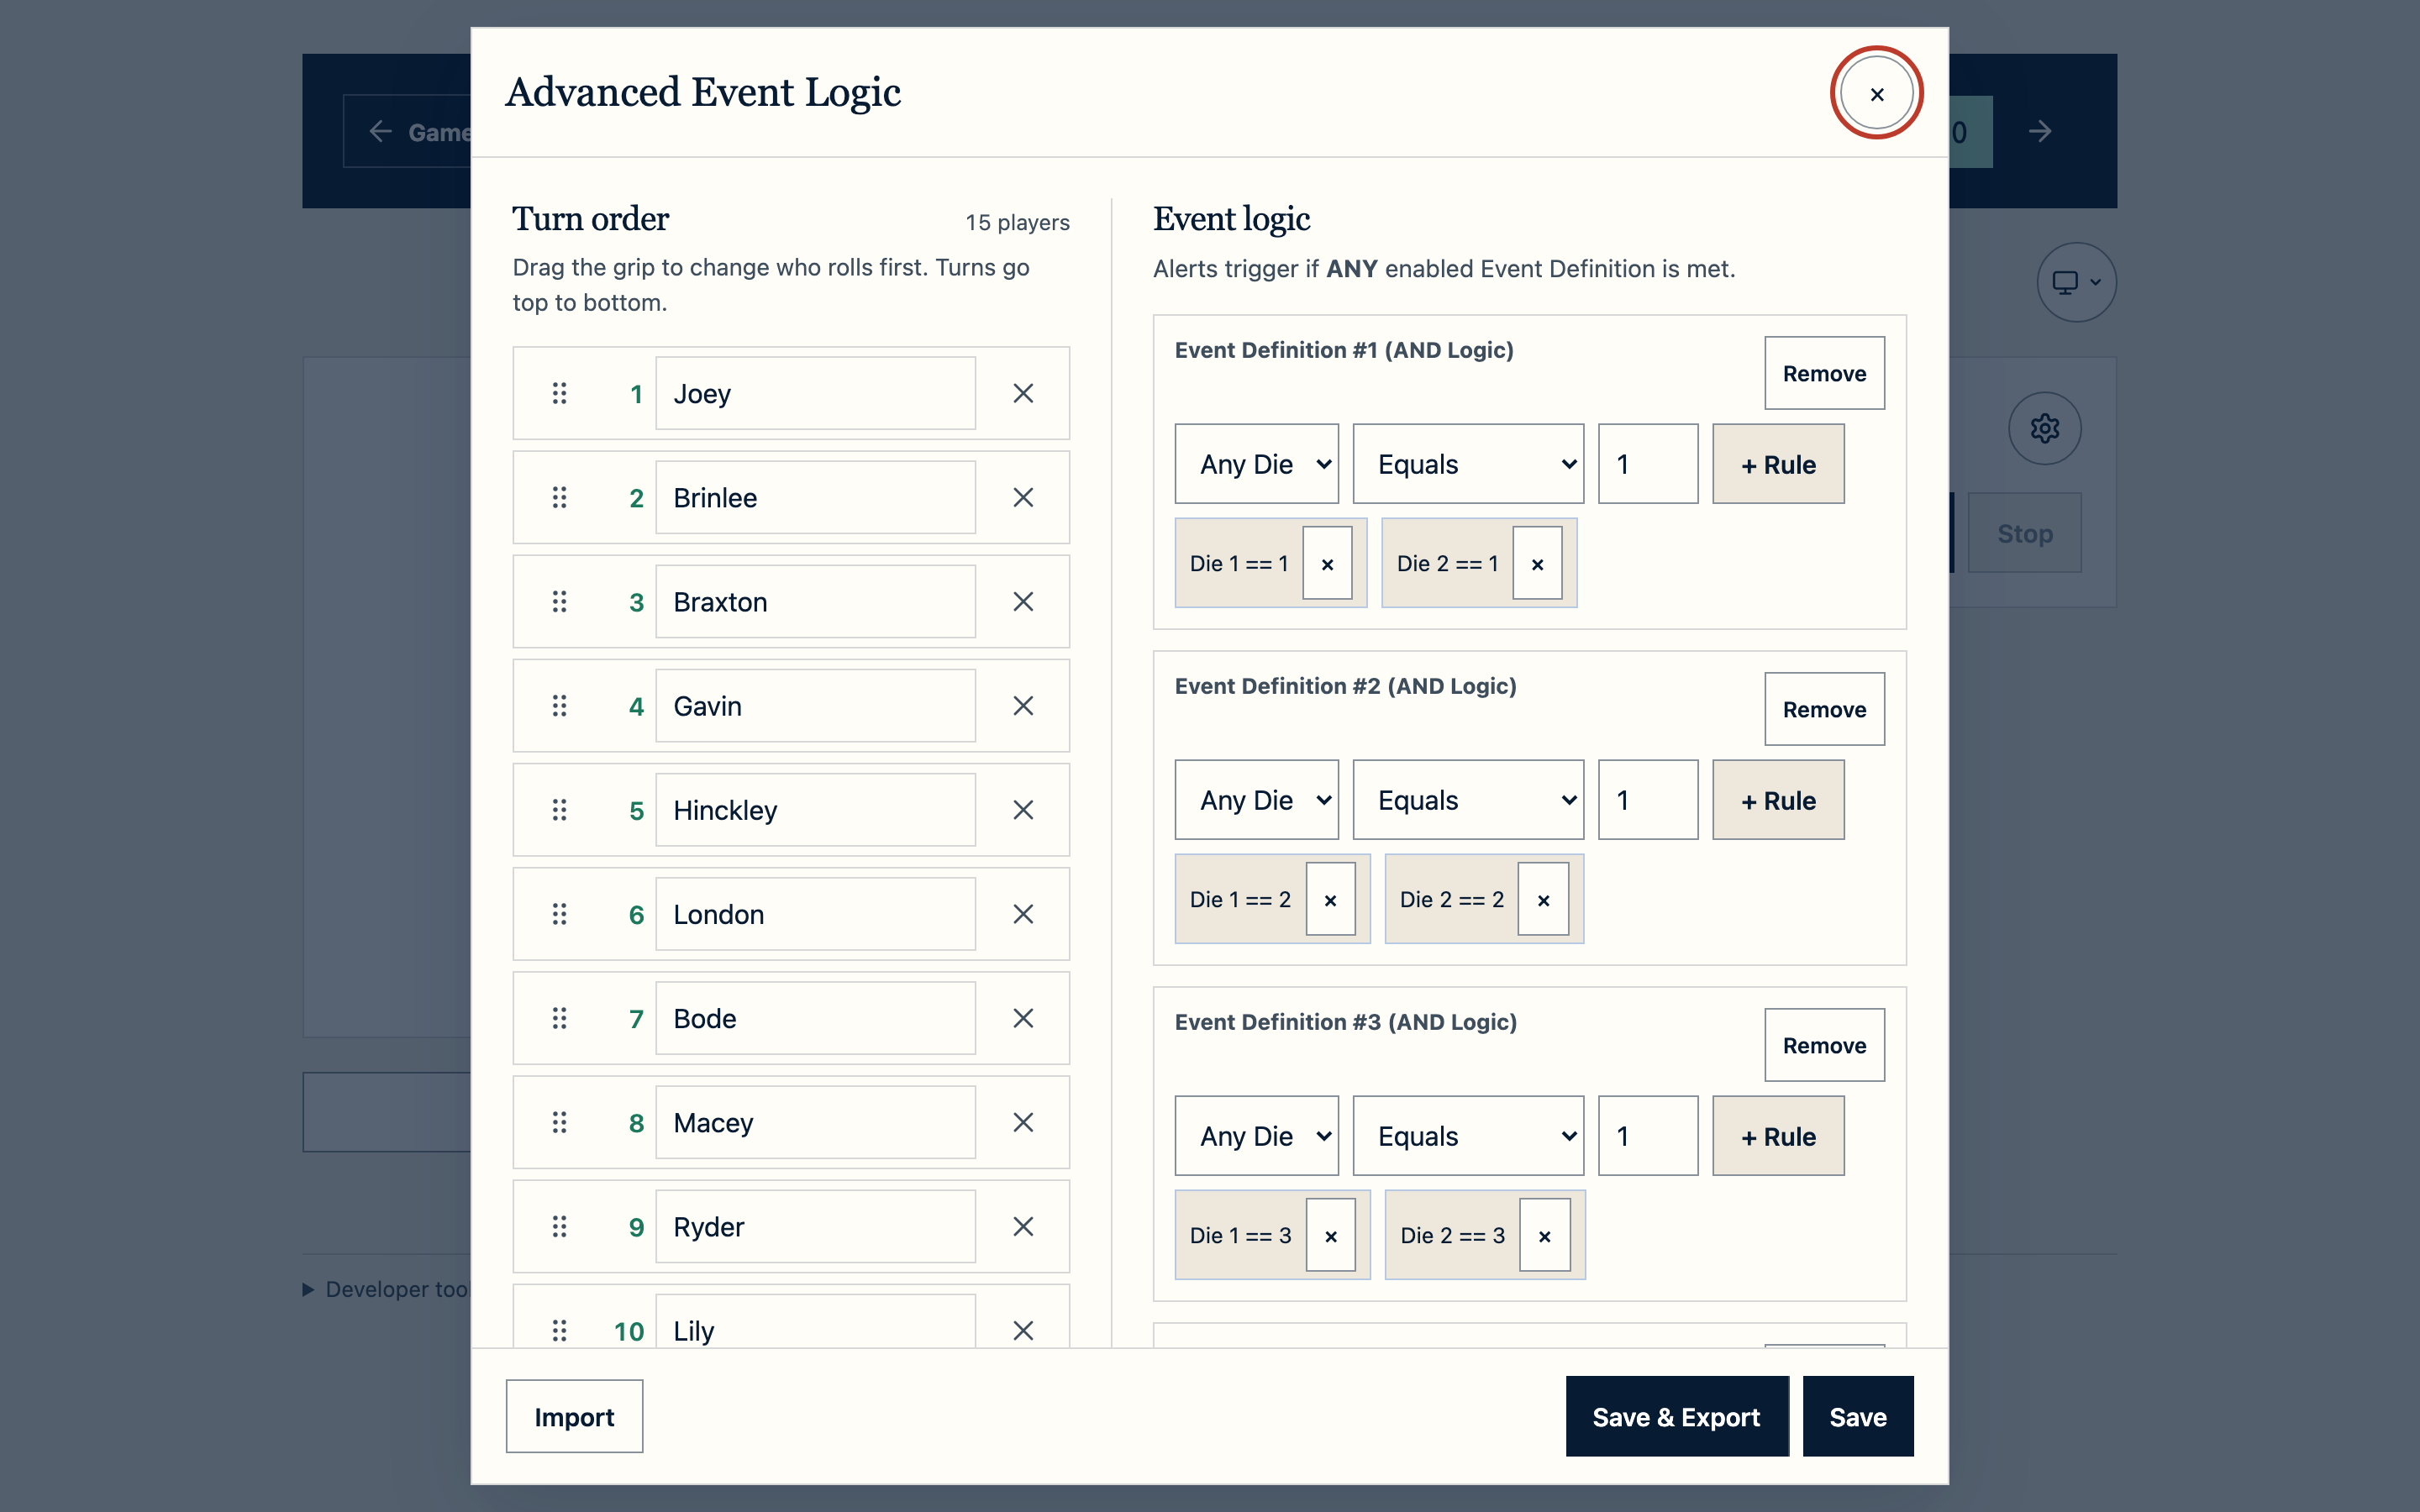 Advanced Event Logic
×
Game
0
Turn order
15 players
Drag the grip to change who rolls first. Turns go
top to bottom.
1 Joey
2 Brinlee
3 Braxton
4 Gavin
5 Hinckley
6 London
7 Bode
8 Macey
9 Ryder
10 Lily
Event logic
Alerts trigger if ANY enabled Event Definition is met.
Event Definition #1 (AND Logic)
Remove
Any Die Equals 1 + Rule
Die 1 == 1 × Die 2 == 1 ×
Event Definition #2 (AND Logic)
Remove
Any Die Equals 1 + Rule
Die 1 == 2 × Die 2 == 2 ×
Event Definition #3 (AND Logic)
Remove
Any Die Equals 1 + Rule
Die 1 == 3 × Die 2 == 3 ×
Stop
Developer too
Import
Save & Export
Save